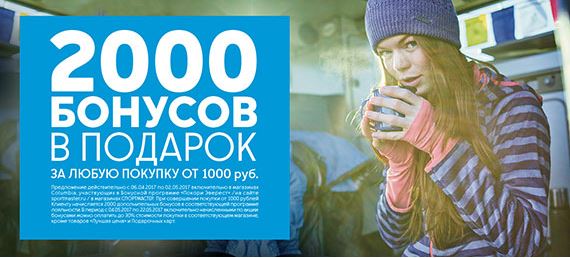 2000
БОНУСОВ
В ПОДАРОК
ЗА ЛЮБУЮ ПОКУПКУ ОТ 1000 руб.
Предложение действительно с 06.04.2017 по 02.05.2017 включительно в магазинах
Columbia, участвующих в Бонусной программе «Покори Эверест» /на сайте
sportmaster.ru / в магазинах СПОРТМАСТЕР. При совершении покупки от 1000 рублей
Клиенту начисляется 2000 дополнительных бонусов в соответствующей программе
лояльности. В период с 04.05.2017 по 22.05.2017 включительно начисленными по акции
бонусами можно оплатить до 30% стоимости покупки в соответствующем магазине,
кроме товаров «Лучшая цена» и Подарочных карт.